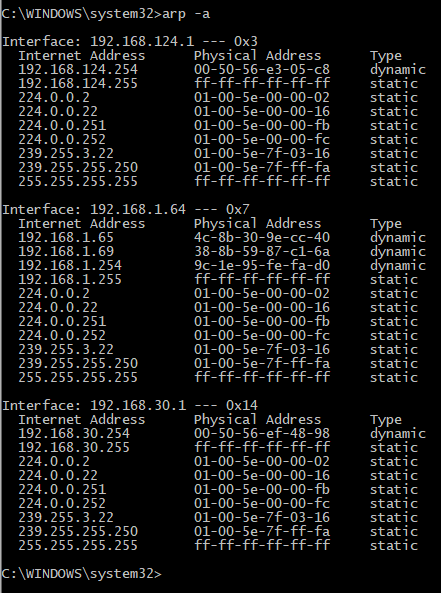 C:\WINDOWS\system32>arp -a
Interface: 192.168.124.1 --- 0x3
Internet Address Physical Address Type
192.168.124.254 00-50-56-e3-05-c8 dynamic
192.168.124.255 ff-ff-ff-ff-ff-ff static
224.0.0.2 01-00-5e-00-00-02 static
224.0.0.22 01-00-5e-00-00-16 static
224.0.0.251 01-00-5e-00-00-fb static
224.0.0.252 01-00-5e-00-00-fc static
239.255.3.22 01-00-5e-7f-03-16 static
239.255.255.250 01-00-5e-7f-ff-fa static
255.255.255.255 ff-ff-ff-ff-ff-ff static
Interface: 192.168.1.64 --- 0x7
Internet Address Physical Address Type
192.168.1.65 4c-8b-30-9e-cc-40 dynamic
192.168.1.69 38-8b-59-87-c1-6a dynamic
192.168.1.254 9c-1e-95-fe-fa-d0 dynamic
192.168.1.255 ff-ff-ff-ff-ff-ff static
224.0.0.2 01-00-5e-00-00-02 static
224.0.0.22 01-00-5e-00-00-16 static
224.0.0.251 01-00-5e-00-00-fb static
224.0.0.252 01-00-5e-00-00-fc static
239.255.3.22 01-00-5e-7f-03-16 static
239.255.255.250 01-00-5e-7f-ff-fa static
255.255.255.255 ff-ff-ff-ff-ff-ff static
Interface: 192.168.30.1 --- 0x14
Internet Address Physical Address Type
192.168.30.254 00-50-56-ef-48-98 dynamic
192.168.30.255 ff-ff-ff-ff-ff-ff static
224.0.0.2 01-00-5e-00-00-02 static
224.0.0.22 01-00-5e-00-00-16 static
224.0.0.251 01-00-5e-00-00-fb static
224.0.0.252 01-00-5e-00-00-fc static
239.255.3.22 01-00-5e-7f-03-16 static
239.255.255.250 01-00-5e-7f-ff-fa static
255.255.255.255 ff-ff-ff-ff-ff-ff static
C:\WINDOWS\system32>